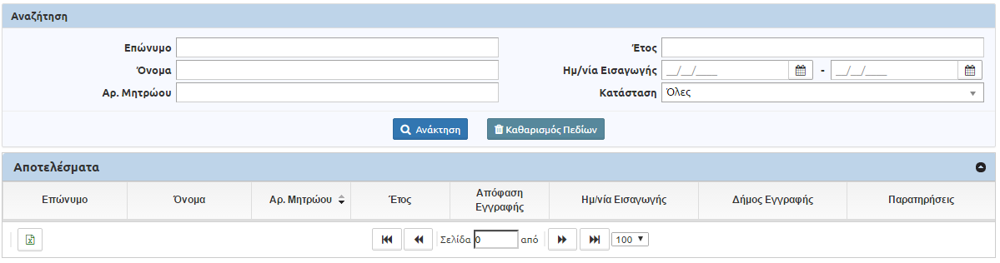 Αναζήτηση
Επώνυμο
Έτος
Όνομα
Ημ/νία Εισαγωγής __/__/____ - __/__/____
Αρ. Μητρώου
Κατάσταση Όλες
Ανάκτηση Καθαρισμός Πεδίων
Αποτελέσματα
Επώνυμο Όνομα Αρ. Μητρώου Έτος Απόφαση Εγγραφής Ημ/νία Εισαγωγής Δήμος Εγγραφής Παρατηρήσεις
Σελίδα 0 από 100